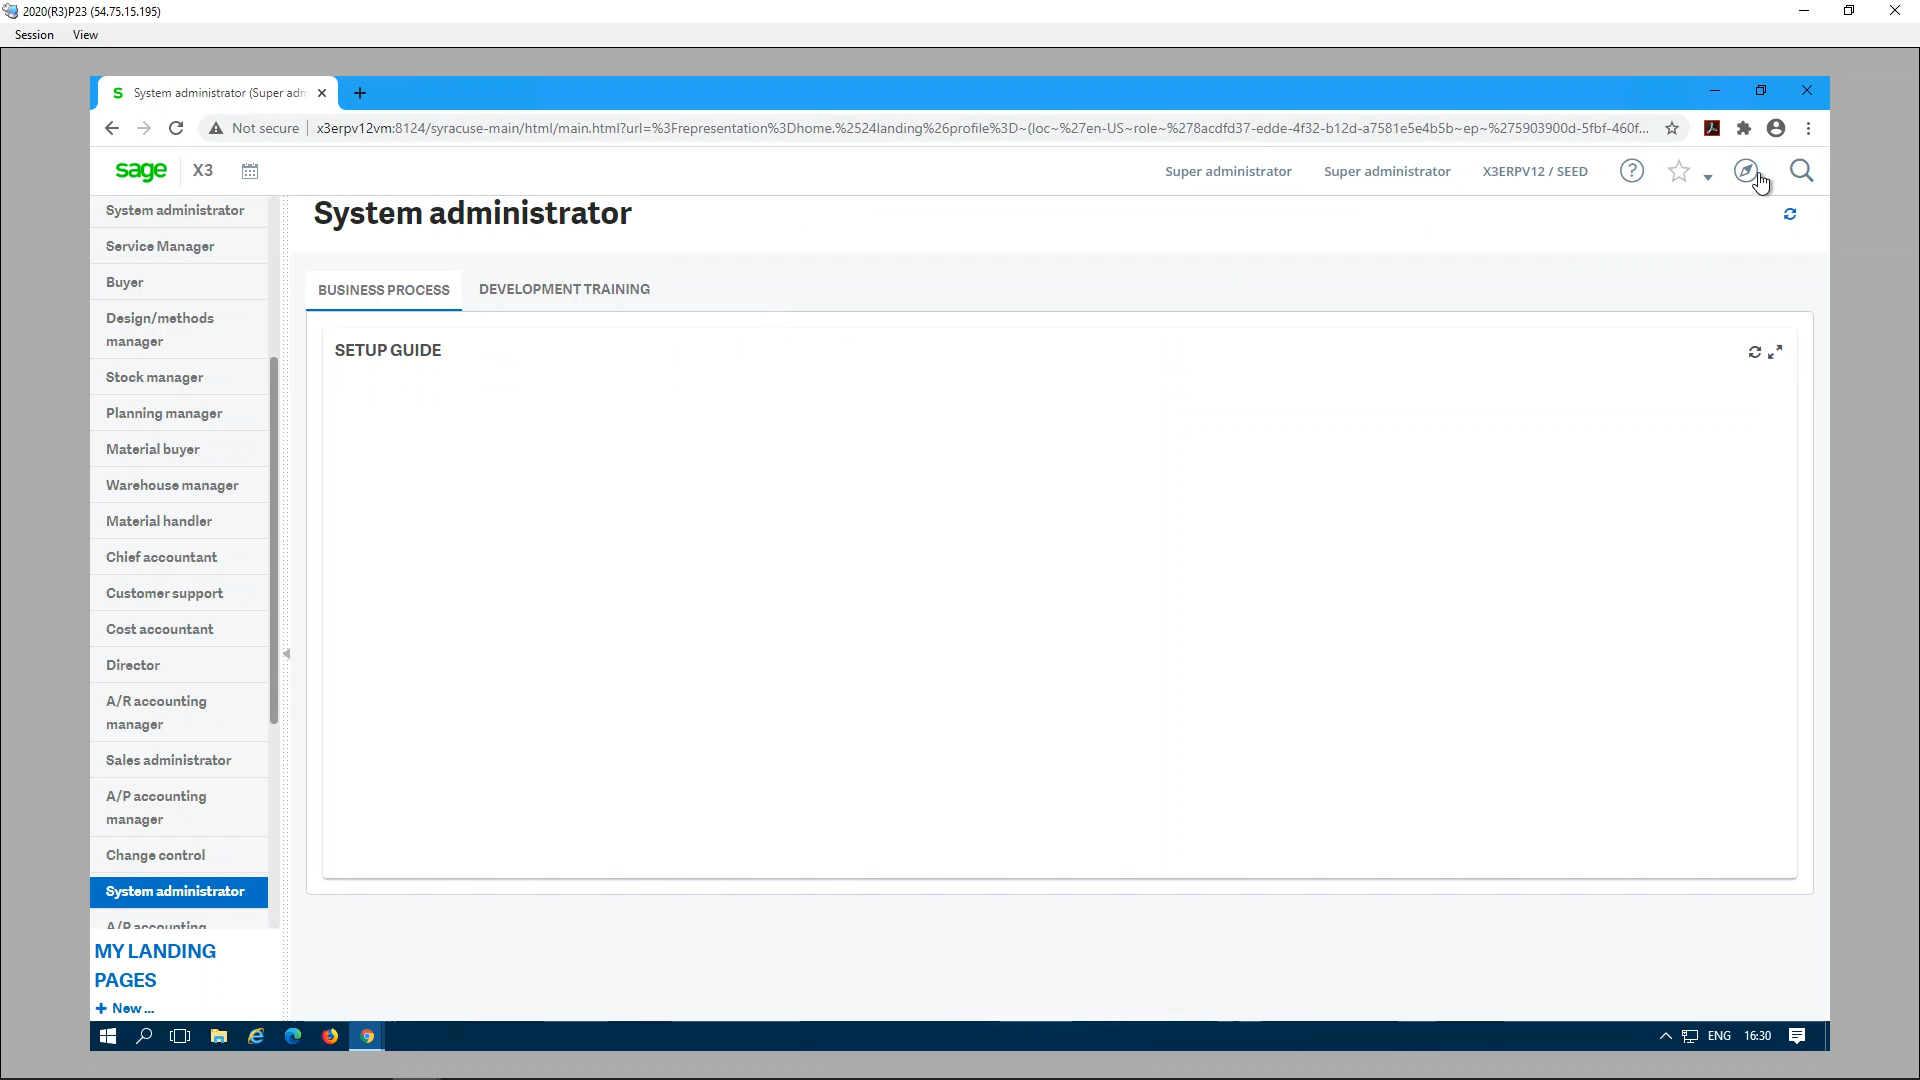 2020(R3)P23 (54.75.15.195)
Session View
System administrator (Super adm
Not secure x3erpv12vm:8124/syracuse-main/html/main.html?url=%3Frepresentation%3Dhome.%2524landing%26profile%3D~(loc~%27en-US~role~%278acdfd37-edde-4f32-b12d-a7581e5e4b5b~ep~%275903900d-5fbf-460f...
sage X3 Super administrator Super administrator X3ERPV12 / SEED
System administrator
System administrator
Service Manager
Buyer
Design/methods
manager
Stock manager
Planning manager
Material buyer
Warehouse manager
Material handler
Chief accountant
Customer support
Cost accountant
Director
A/R accounting
manager
Sales administrator
A/P accounting
manager
Change control
System administrator
A/R accounting
MY LANDING
PAGES
+ New ...
BUSINESS PROCESS DEVELOPMENT TRAINING
SETUP GUIDE
ENG 16:30